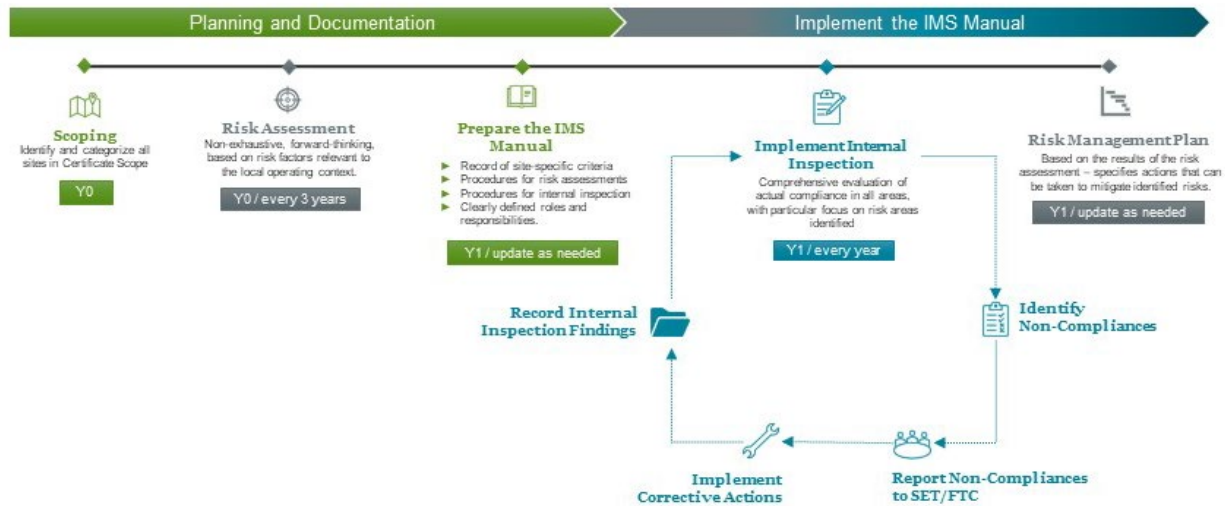 Planning and Documentation
Implement the IMS Manual
Scoping
Identify and categorize all
sites in Certificate Scope
Y0
Risk Assessment
Non-exhaustive, forward-thinking,
based on risk factors relevant to
the local operating context.
Y0 / every 3 years
Prepare the IMS
Manual
Record of site-specific criteria
Procedures for risk assessments
Procedures for internal inspection
Clearly defined roles and
responsibilities.
Y1 / update as needed
Implement Internal
Inspection
Comprehensive evaluation of
actual compliance in all areas,
with particular focus on risk areas
identified
Y1 / every year
Risk Management Plan
Based on the results of the risk
assessment – specifies actions that can
be taken to mitigate identified risks.
Y1 / update as needed
Identify
Non-Compliances
Report Non-Compliances
to SET/FTC
Implement
Corrective Actions
Record Internal
Inspection Findings